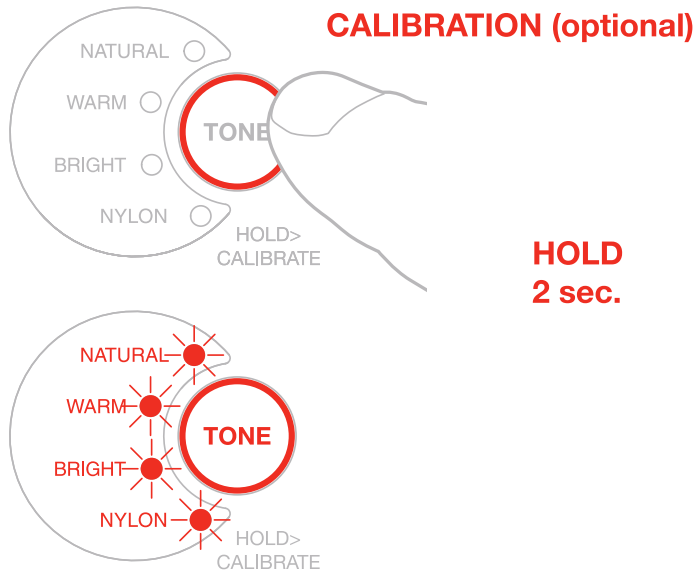 CALIBRATION (optional)
NATURAL
WARM
TONE
BRIGHT
NYLON
HOLD>
CALIBRATE
HOLD
2 sec.
NATURAL
WARM
TONE
BRIGHT
NYLON
HOLD>
CALIBRATE